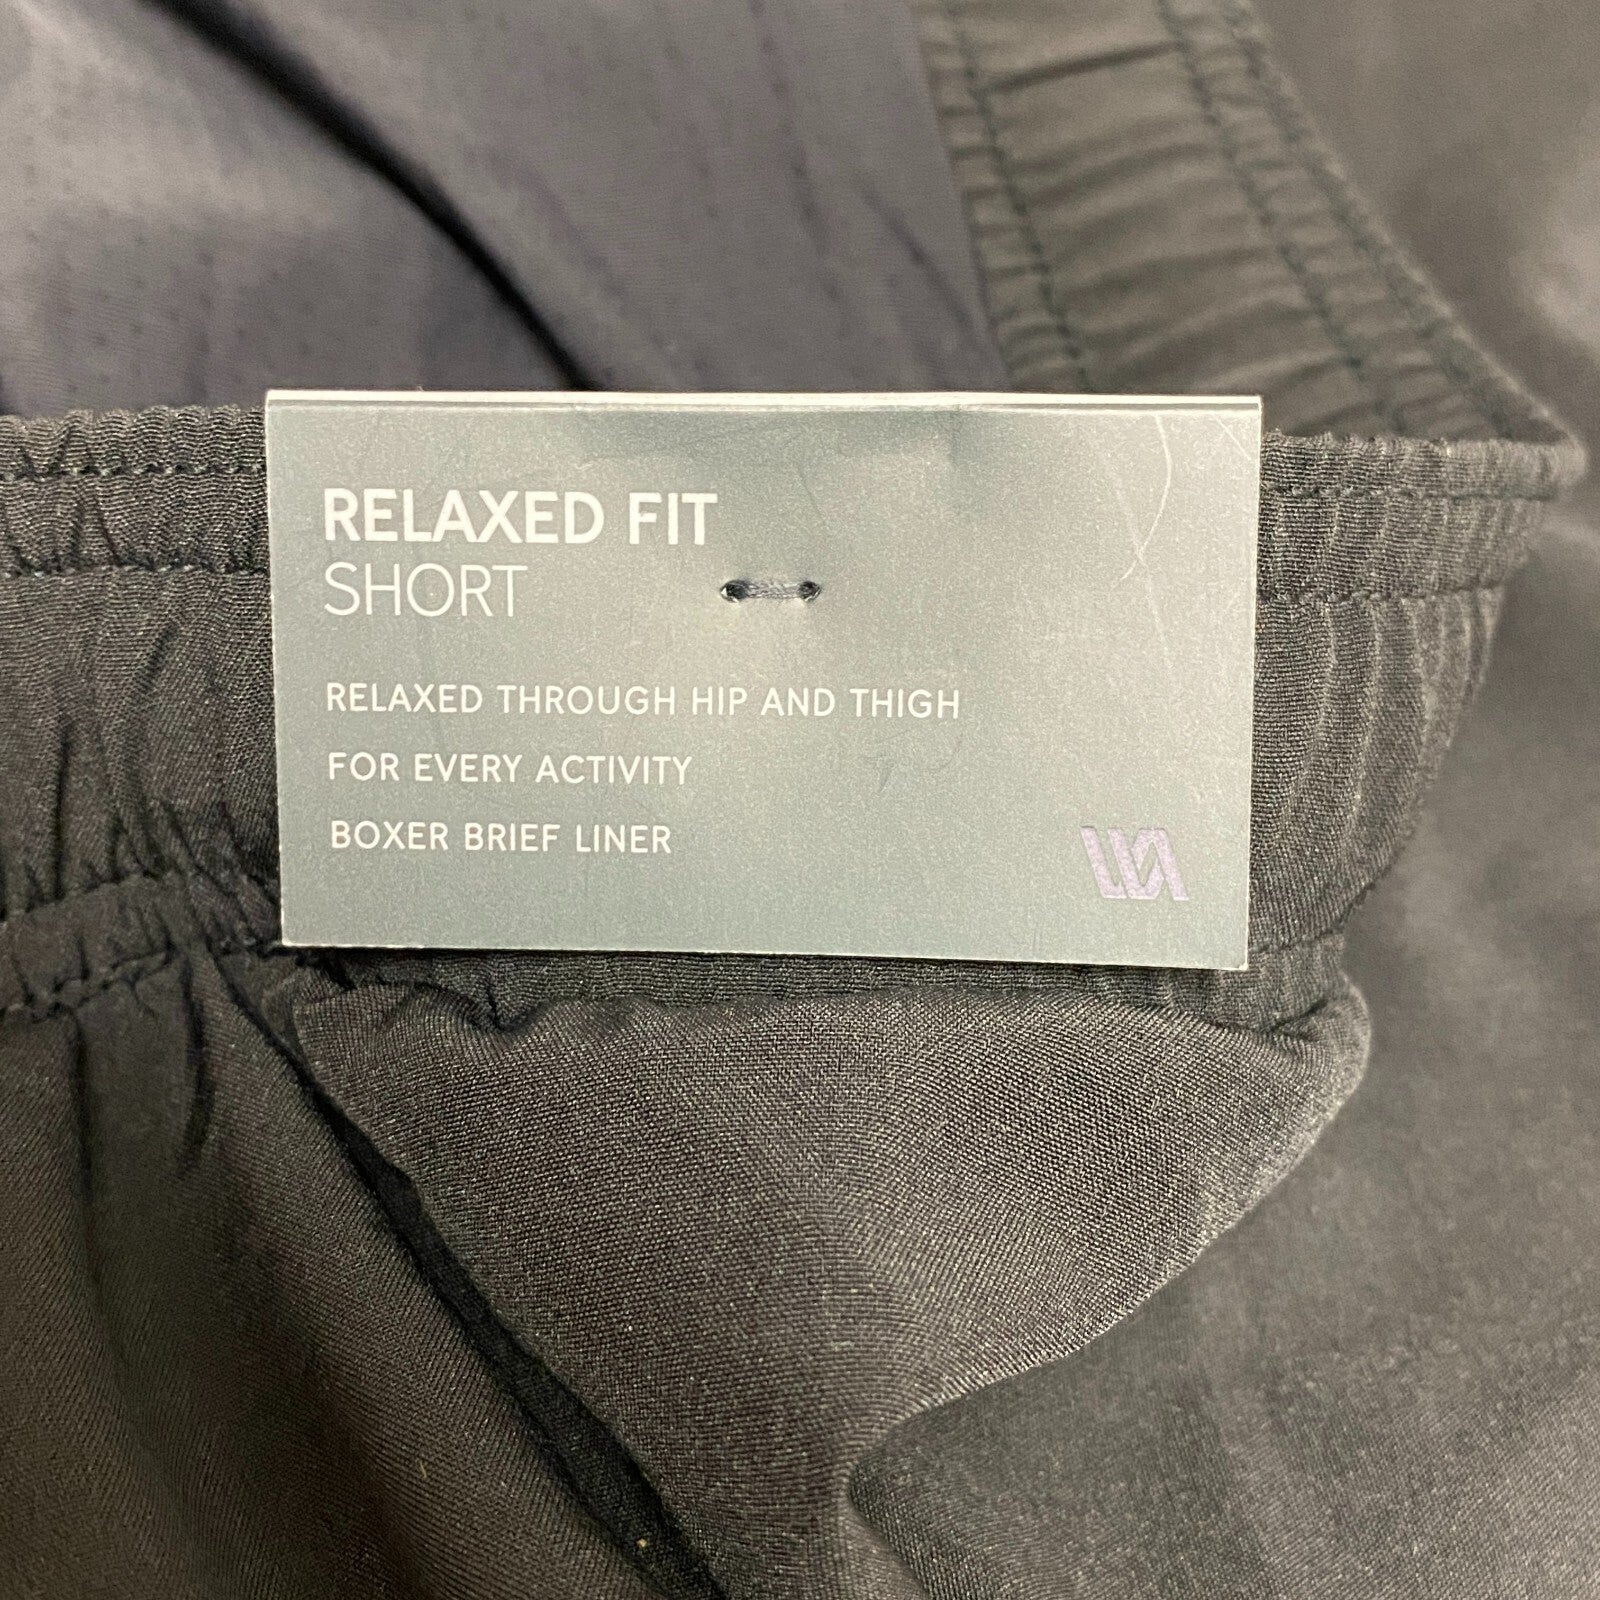 RELAXED FIT
SHORT
RELAXED THROUGH HIP AND THIGH
FOR EVERY ACTIVITY
BOXER BRIEF LINER